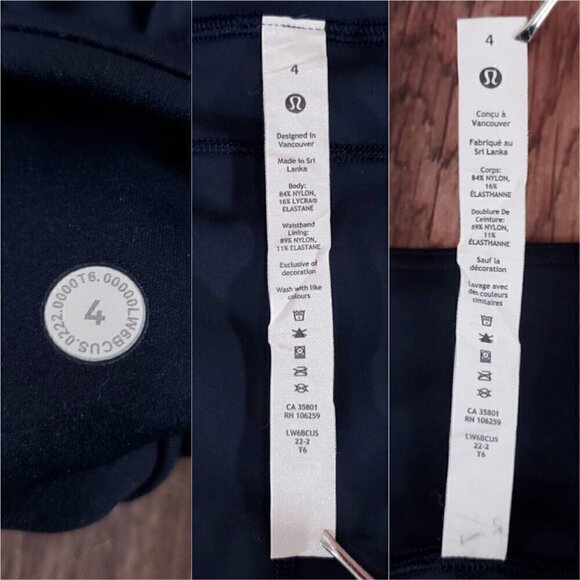 LW6BCUS.0222.0000T6.00000
4
4
Designed in
Vancouver
Made in Sri
Lanka
Body:
84% NYLON,
16% LYCRA®
ELASTANE
Waistband
Lining:
89% NYLON,
11% ELASTANE
Exclusive of
decoration
Wash with like
colours
CA 35801
RN 106259
LW6BCUS
22-2
T6
4
Conçu à
Vancouver
Fabriqué au
Sri Lanka
Corps:
84% NYLON,
16%
ÉLASTHANNE
Doublure De
Ceinture:
89% NYLON,
11%
ÉLASTHANNE
Sauf la
décoration
Lavage avec
des couleurs
similaires
CA 35801
RN 106259
LW6BCUS
22-2
T6